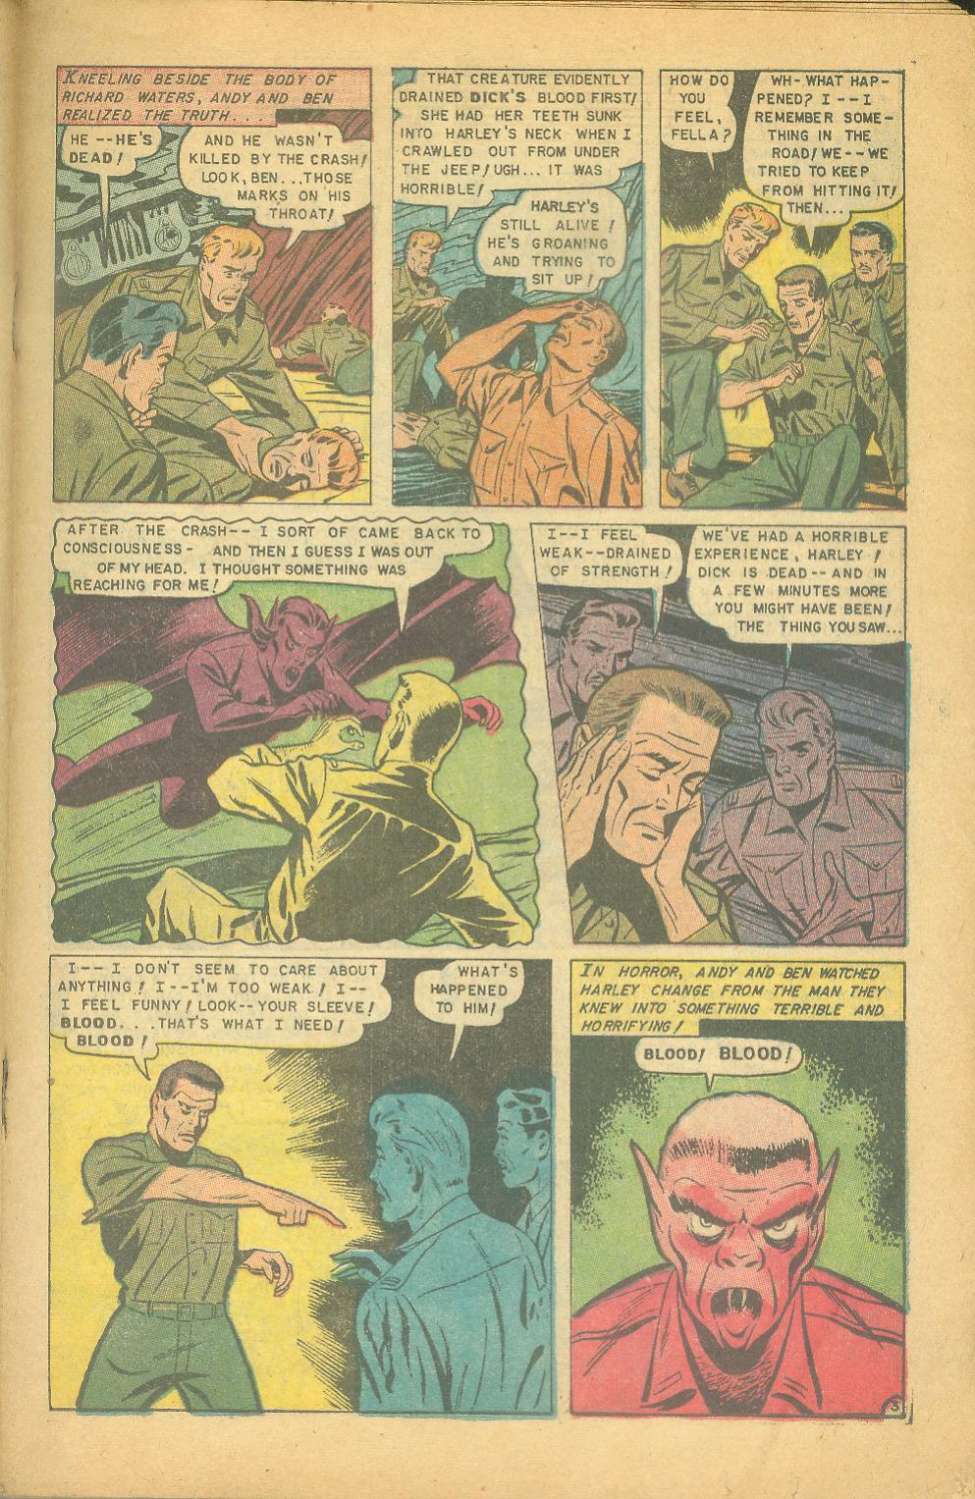 KNEELING BESIDE THE BODY OF
RICHARD WATERS, ANDY AND BEN
REALIZED THE TRUTH...
HE--HE'S
DEAD!
AND HE WASN'T
KILLED BY THE CRASH!
LOOK, BEN...THOSE
MARKS ON HIS
THROAT!
THAT CREATURE EVIDENTLY
DRAINED DICK'S BLOOD FIRST!
SHE HAD HER TEETH SUNK
INTO HARLEY'S NECK WHEN I
CRAWLED OUT FROM UNDER
THE JEEP! UGH... IT WAS
HORRIBLE!
HARLEY'S
STILL ALIVE!
HE'S GROANING
AND TRYING TO
SIT UP!
HOW DO
YOU
FEEL,
FELLA?
WH-WHAT HAP-
PENED? I--I
REMEMBER SOME-
THING IN THE
ROAD! WE--WE
TRIED TO KEEP
FROM HITTING IT!
THEN...
AFTER THE CRASH--I SORT OF CAME BACK TO
CONSCIOUSNESS- AND THEN I GUESS I WAS OUT
OF MY HEAD. I THOUGHT SOMETHING WAS
REACHING FOR ME!
I--I FEEL
WEAK--DRAINED
OF STRENGTH!
WE'VE HAD A HORRIBLE
EXPERIENCE, HARLEY!
DICK IS DEAD--AND IN
A FEW MINUTES MORE
YOU MIGHT HAVE BEEN!
THE THING YOU SAW...
I--I DON'T SEEM TO CARE ABOUT
ANYTHING! I--I'M TOO WEAK! I--
I FEEL FUNNY! LOOK--YOUR SLEEVE!
BLOOD....THAT'S WHAT I NEED!
BLOOD!
WHAT'S
HAPPENED
TO HIM!
IN HORROR, ANDY AND BEN WATCHED
HARLEY CHANGE FROM THE MAN THEY
KNEW INTO SOMETHING TERRIBLE AND
HORRIFYING!
BLOOD! BLOOD!
5